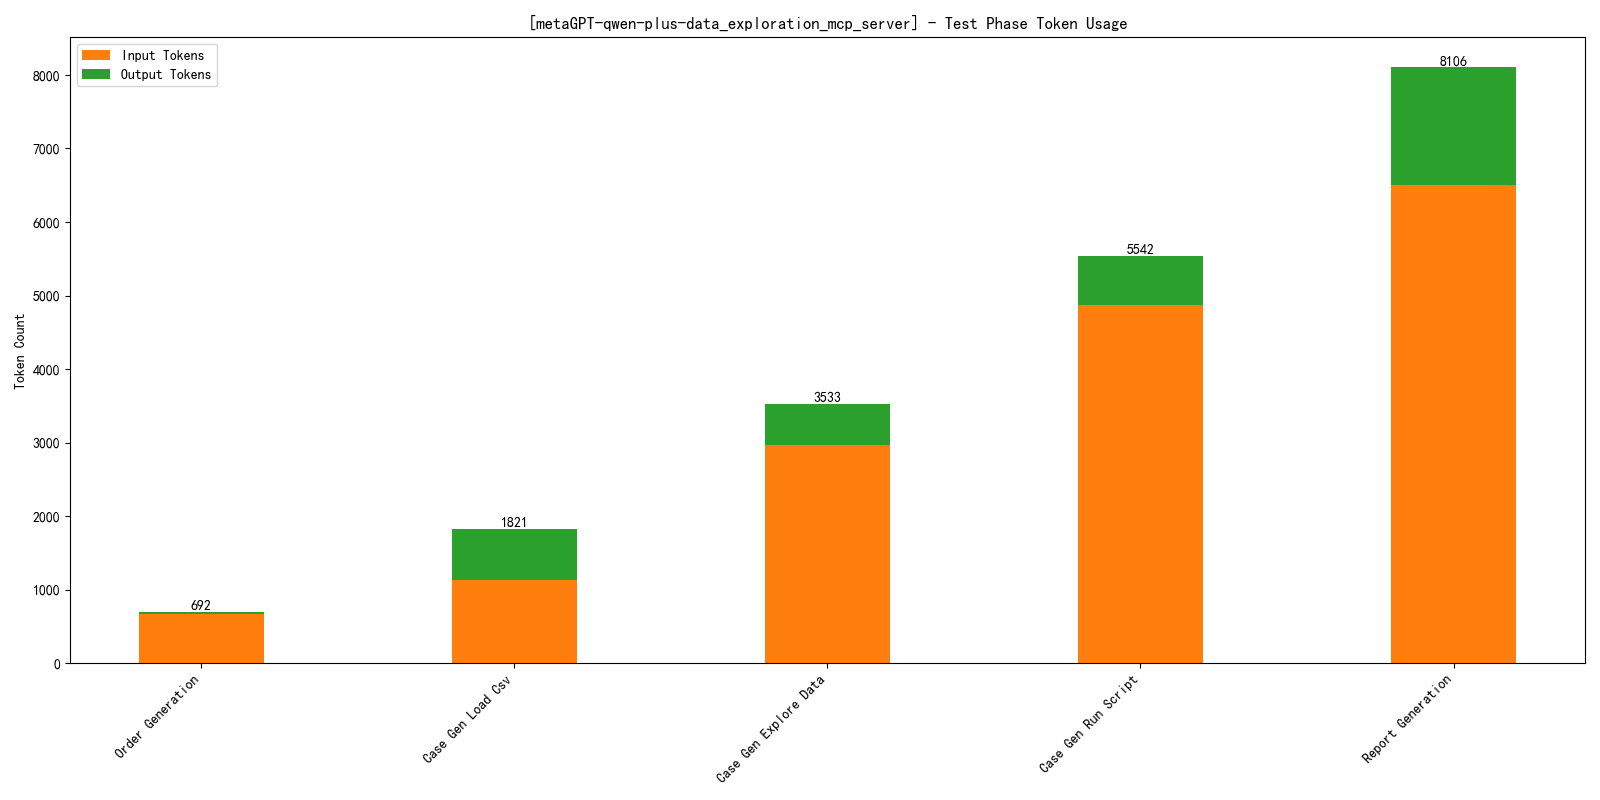 [metaGPT-qwen-plus-data_exploration_mcp_server] - Test Phase Token Usage
Input Tokens
Output Tokens
Token Count
8000
7000
6000
5000
4000
3000
2000
1000
0
692
1821
3533
5542
8106
Order Generation
Case Gen Load Csv
Case Gen Explore Data
Case Gen Run Script
Report Generation